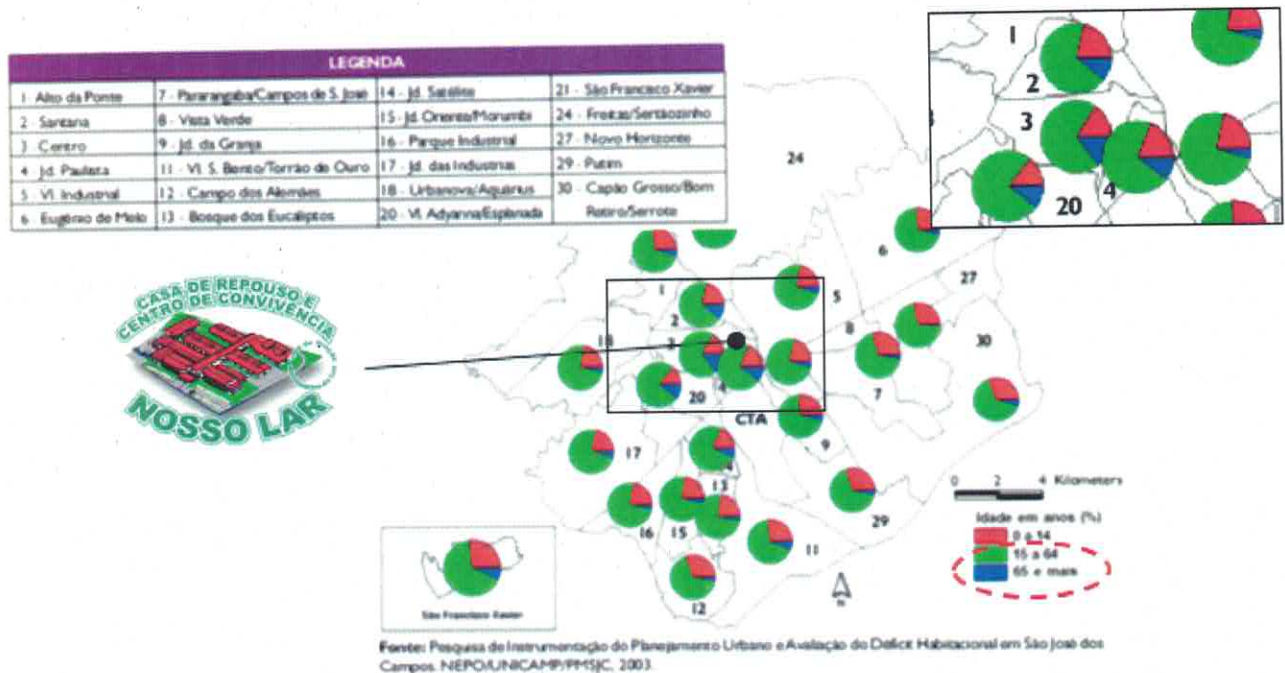 LEGENDA
1 - Alto da Ponte
7 - Pararangaba/Campos de S. José
14 - Jd. Satélite
21 - São Francisco Xavier
2 - Santana
8 - Vista Verde
15 - Jd. Oriente/Morumbi
24 - Freitas/Sertãozinho
3 - Centro
9 - Jd. da Granja
16 - Parque Industrial
27 - Novo Horizonte
4 - Jd. Paulista
11 - Vl. S. Bento/Torrão de Ouro
17 - Jd. das Indústrias
29 - Putim
5 - Vl. Industrial
12 - Campo dos Alemães
18 - Urbanova/Aquárius
30 - Capão Grosso/Bom
Retiro/Serrote
6 - Eugênio de Melo
13 - Bosque dos Eucaliptos
20 - Vl. Adyanna/Esplanada
1
2
3
4
20
24
6
27
1
5
2
8
18
3
30
20
4
7
CTA
9
17
13
16
15
29
11
12
CASA DE REPOUSO E
CENTRO DE CONVIVÊNCIA
NOSSO LAR
0 2 4 Kilometers
Idade em anos (%)
0 a 14
15 a 64
65 e mais
N
São Francisco Xavier
Fonte: Pesquisa de Instrumentação do Planejamento Urbano e Avaliação do Déficit Habitacional em São José dos
Campos. NEPO/UNICAMP/PMSJC, 2003.